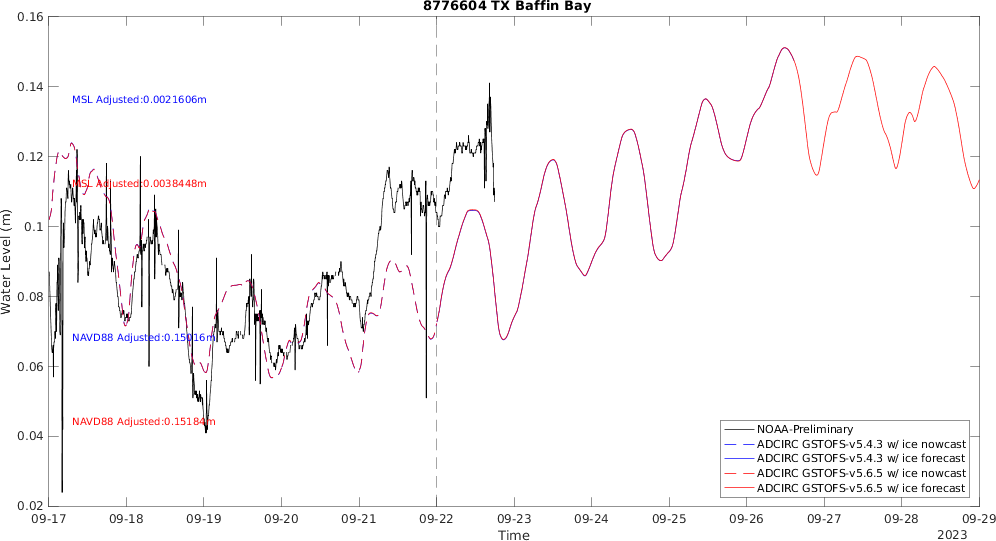 8776604 TX Baffin Bay
0.16
0.14
0.12
0.1
0.08
0.06
0.04
0.02
Water Level (m)
MSL Adjusted:0.0021606m
MSL Adjusted:0.0038448m
NAVD88 Adjusted:0.15016m
NAVD88 Adjusted:0.15184m
NOAA-Preliminary
ADCIRC GSTOFS-v5.4.3 w/ ice nowcast
ADCIRC GSTOFS-v5.4.3 w/ ice forecast
ADCIRC GSTOFS-v5.6.5 w/ ice nowcast
ADCIRC GSTOFS-v5.6.5 w/ ice forecast
09-17 09-18 09-19 09-20 09-21 09-22 09-23 09-24 09-25 09-26 09-27 09-28 09-29
Time
2023